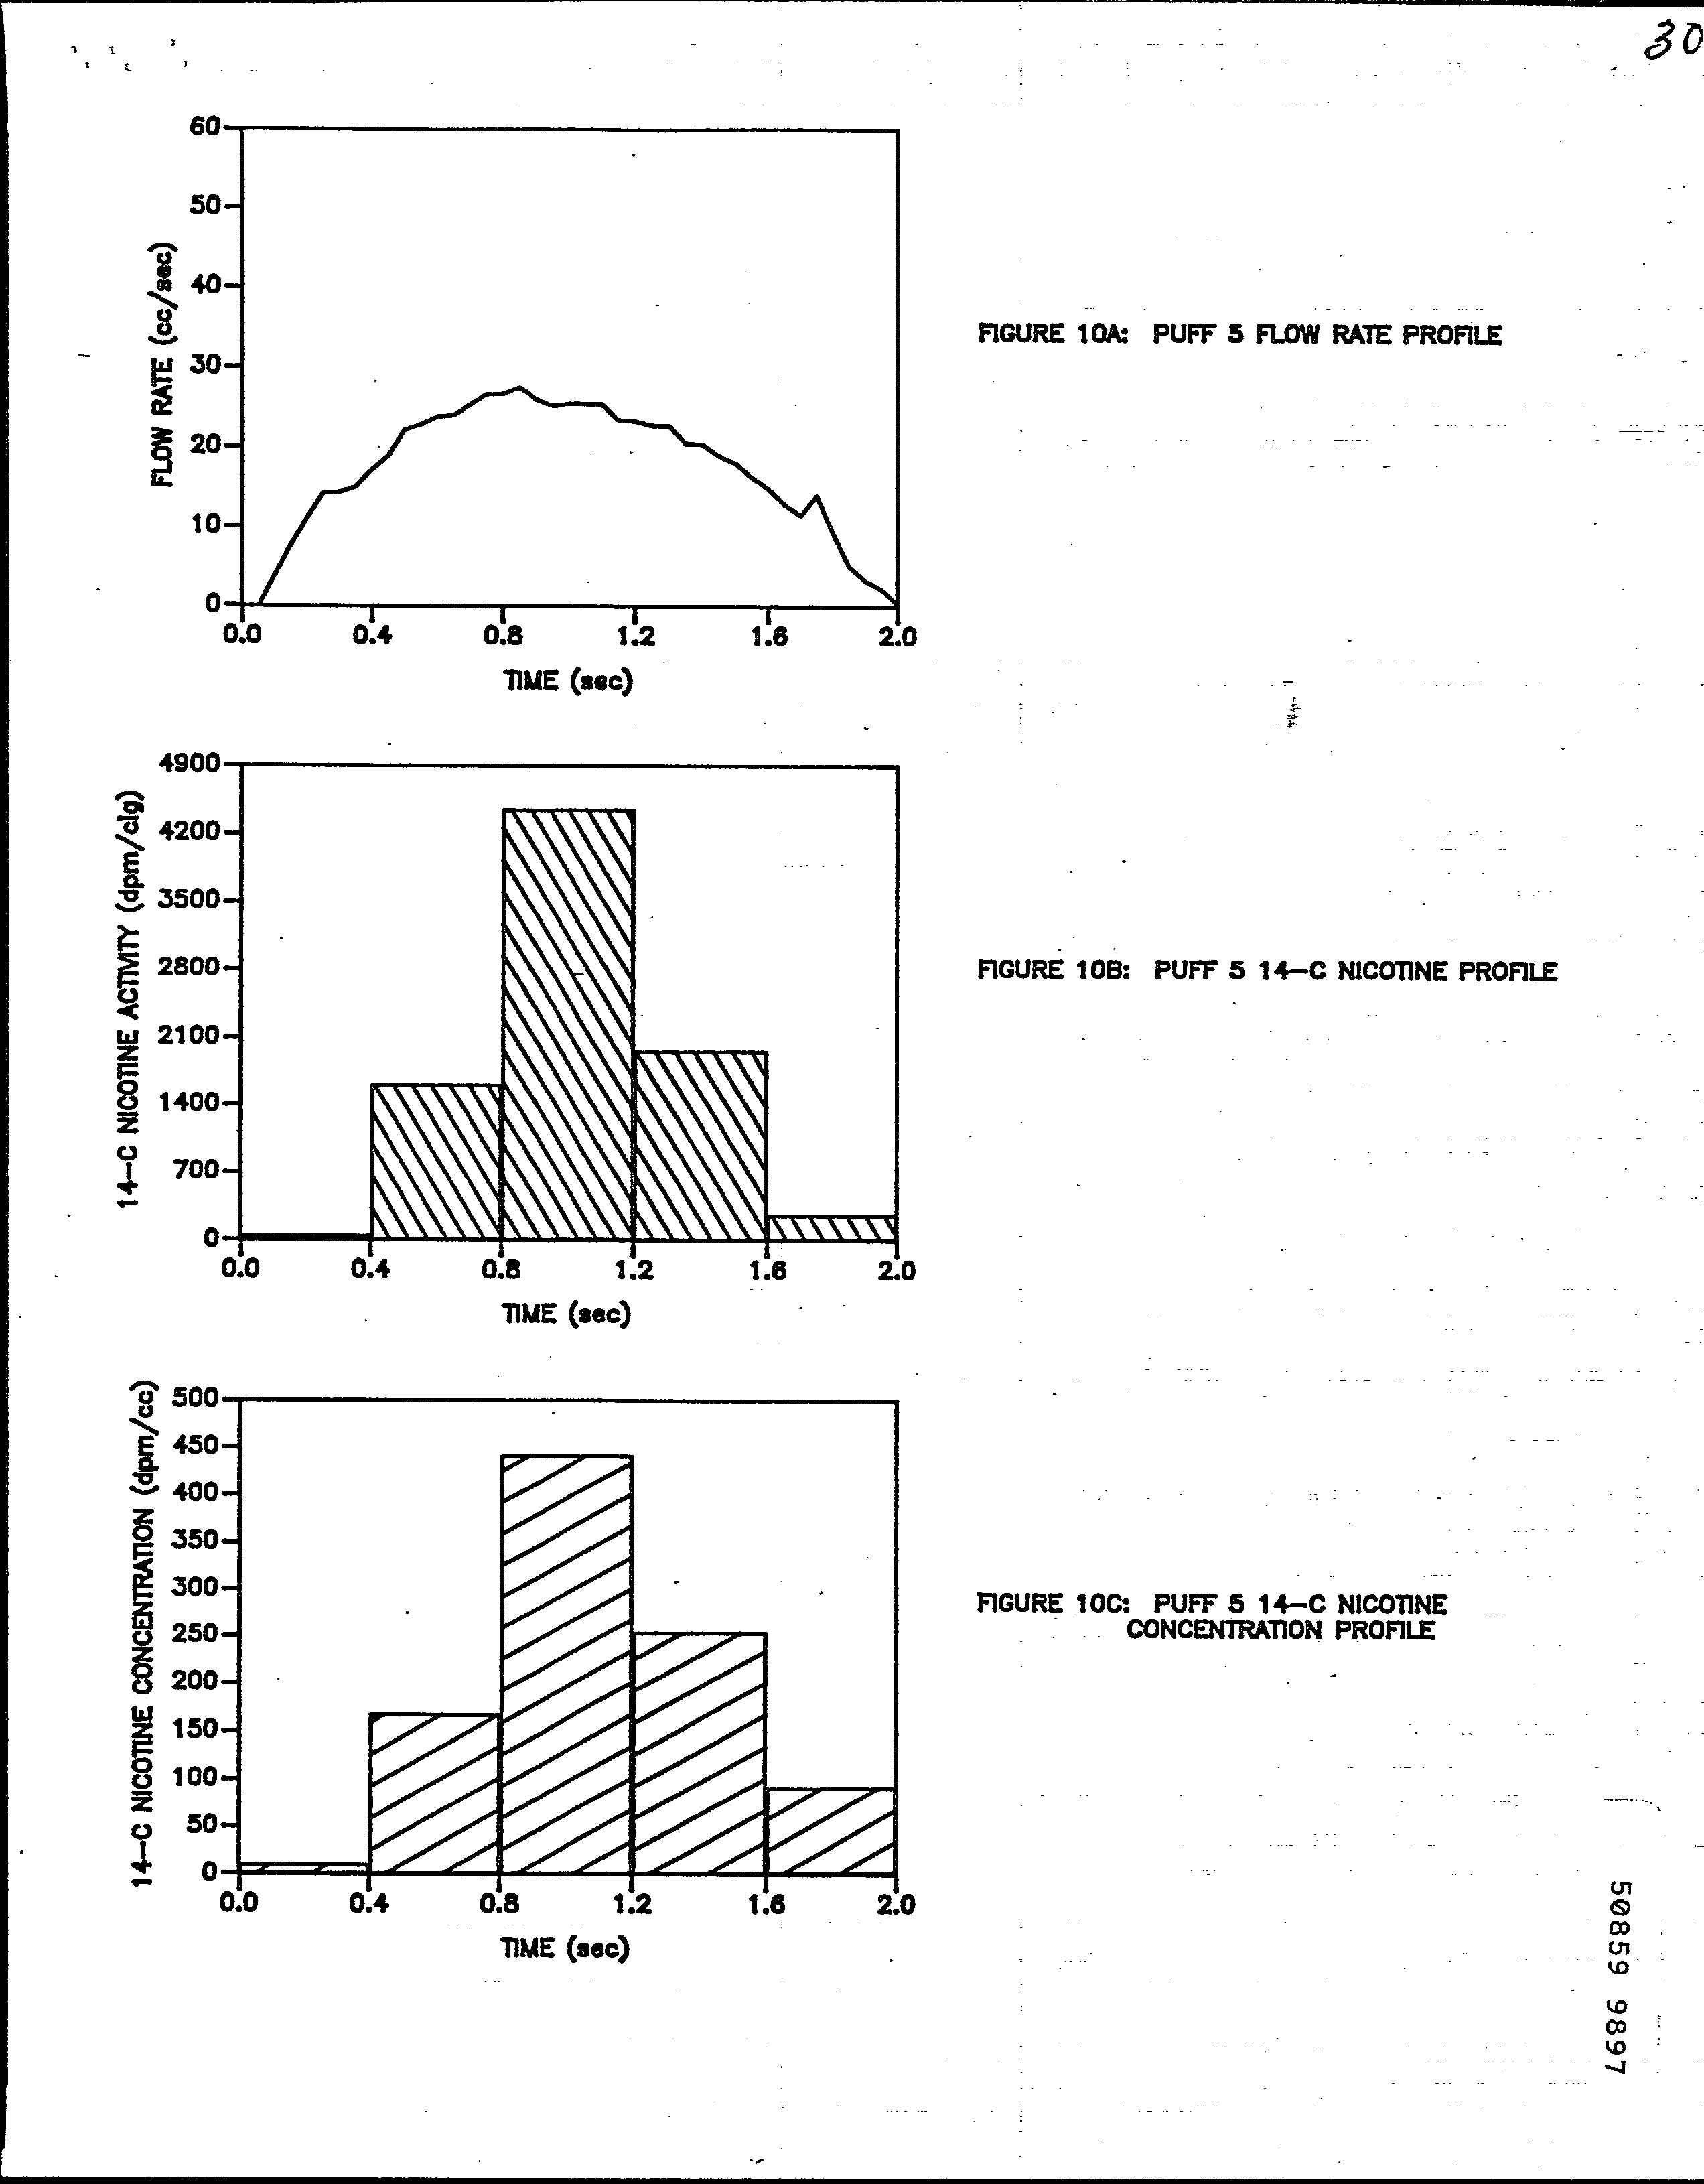 30
60
50
40
30
20
10
0
FLOW RATE (cc/sec)
0.0 0.4 0.8 1.2 1.6 2.0
TIME (sec)
FIGURE 10A: PUFF 5 FLOW RATE PROFILE
4900
4200
3500
2800
2100
1400
700
0
14-C NICOTINE ACTIVITY (dpm/cig)
0.0 0.4 0.8 1.2 1.6 2.0
TIME (sec)
FIGURE 10B: PUFF 5 14-C NICOTINE PROFILE
500
450
400
350
300
250
200
150
100
50
0
14-C NICOTINE CONCENTRATION (dpm/cc)
0.0 0.4 0.8 1.2 1.6 2.0
TIME (sec)
FIGURE 10C: PUFF 5 14-C NICOTINE
CONCENTRATION PROFILE
50859 9897